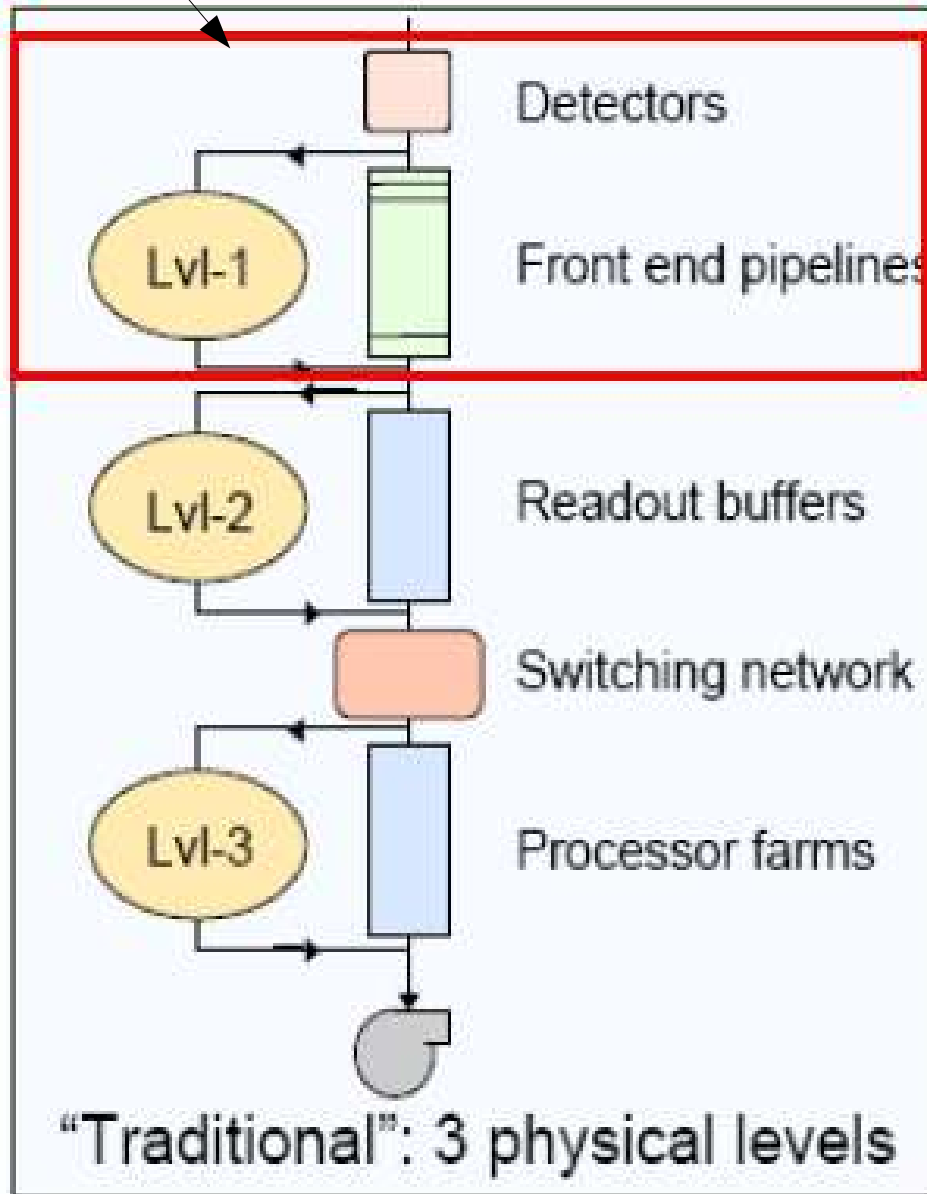 Detectors
Lvl-1
Front end pipelines
Lvl-2
Readout buffers
Switching network
Lvl-3
Processor farms
“Traditional”: 3 physical levels